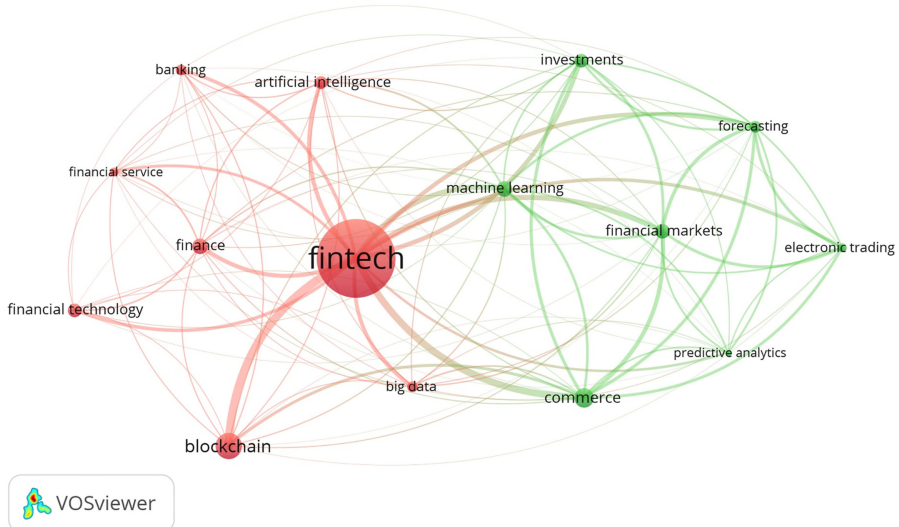 investments
banking
artificial intelligence
forecasting
financial service
machine learning
financial markets
finance
electronic trading
fintech
financial technology
predictive analytics
big data
commerce
blockchain
VOSviewer